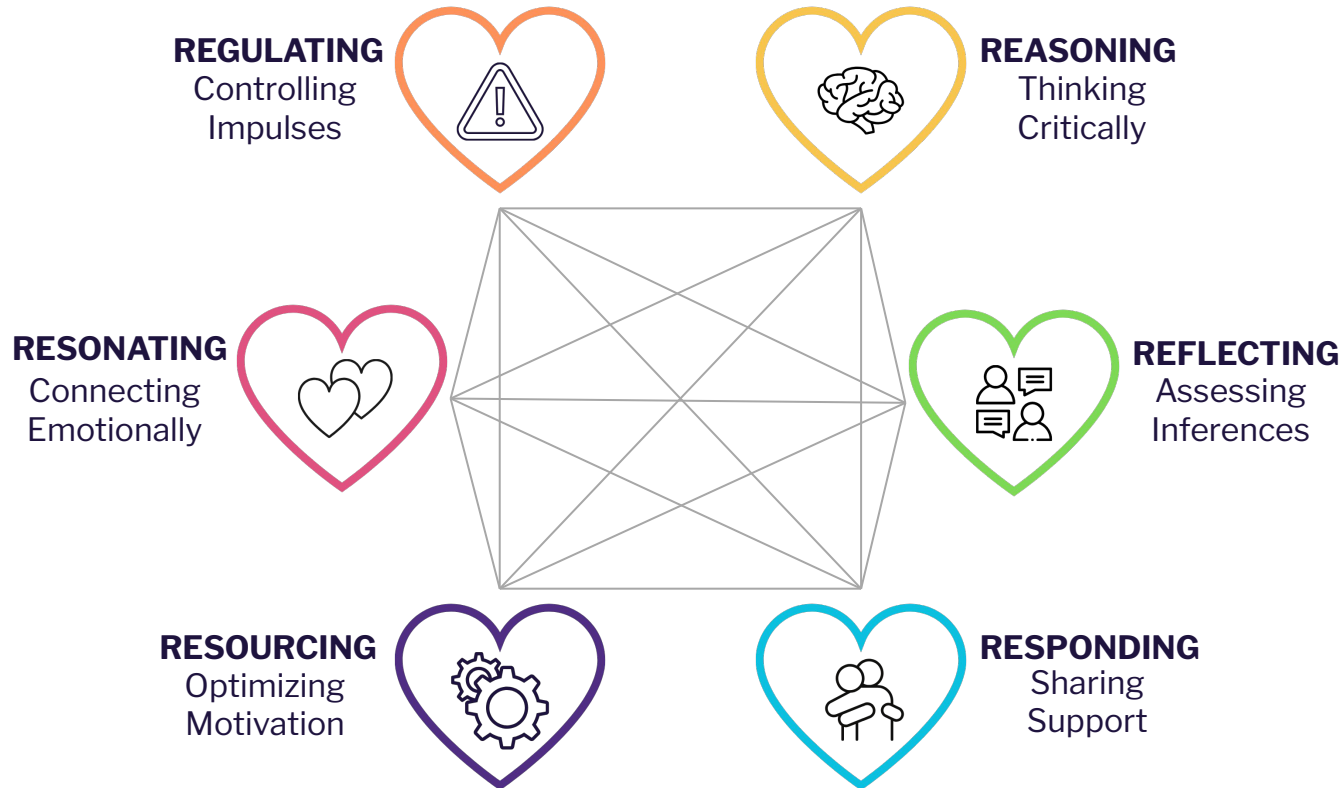 REGULATING
Controlling
Impulses
REASONING
Thinking
Critically
RESONATING
Connecting
Emotionally
REFLECTING
Assessing
Inferences
RESOURCING
Optimizing
Motivation
RESPONDING
Sharing
Support